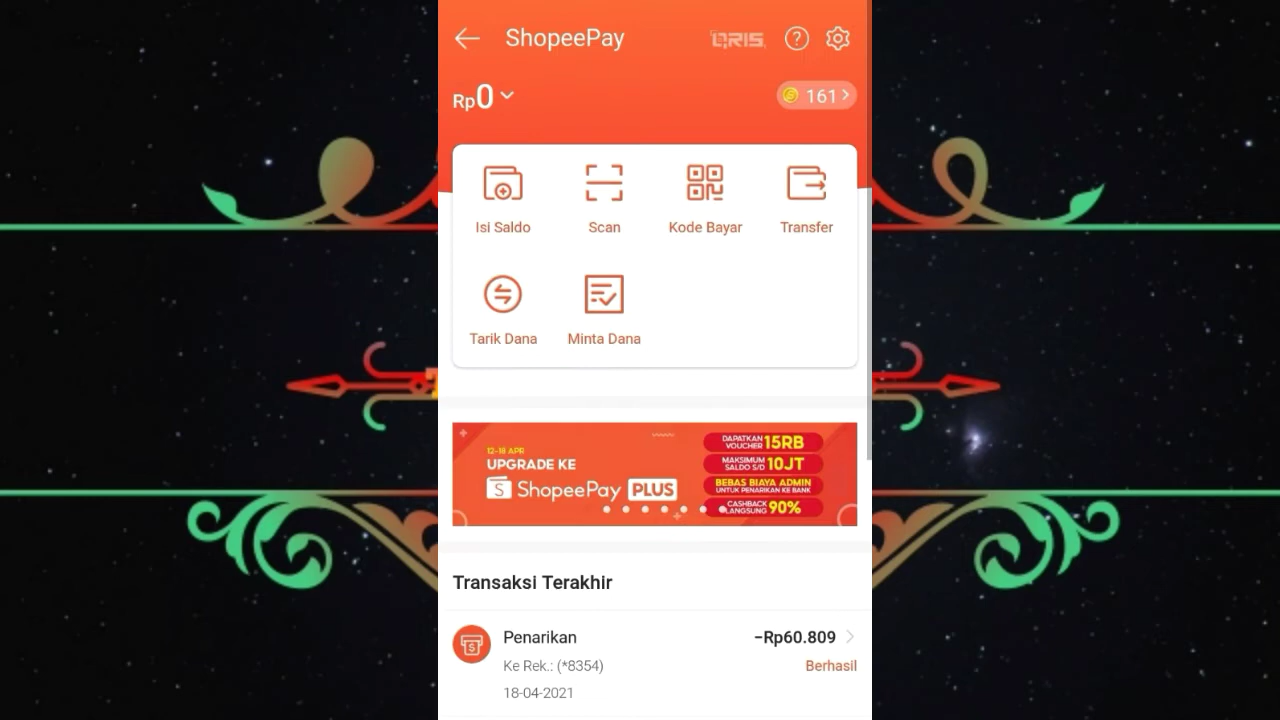 ShopeePay QRIS ?
Rp0 161
Isi Saldo Scan Kode Bayar Transfer
Tarik Dana Minta Dana
12-18 APR
UPGRADE KE
ShopeePay PLUS
DAPATKAN VOUCHER 15RB
MAKSIMUM SALDO S/D 10JT
BEBAS BIAYA ADMIN
UNTUK PENARIKAN KE BANK
CASHBACK LANGSUNG 90%
Transaksi Terakhir
Penarikan -Rp60.809
Ke Rek.: (*8354) Berhasil
18-04-2021